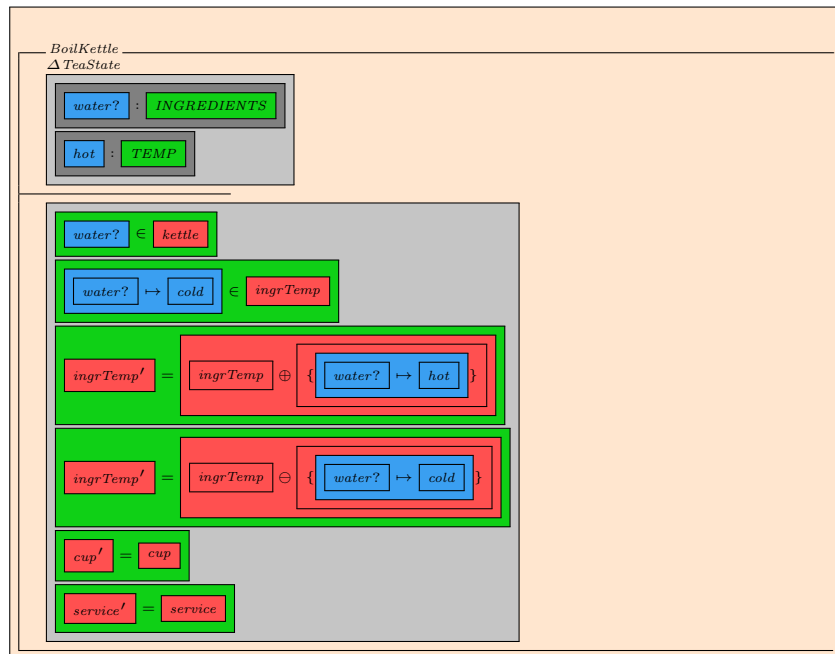 BoilKettle
Δ TeaState
water? : INGREDIENTS
hot : TEMP
water? ∈ kettle
water? ↦ cold ∈ ingrTemp
ingrTemp′ = ingrTemp ⊕ { water? ↦ hot }
ingrTemp′ = ingrTemp ⊖ { water? ↦ cold }
cup′ = cup
service′ = service